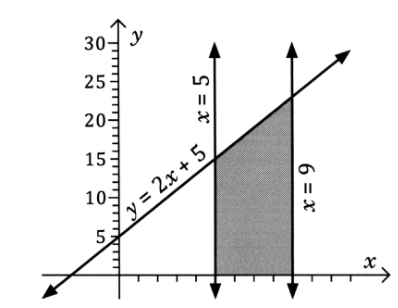 y
30
25
20
15
10
5
x = 5
y = 2x + 5
x = 9
x